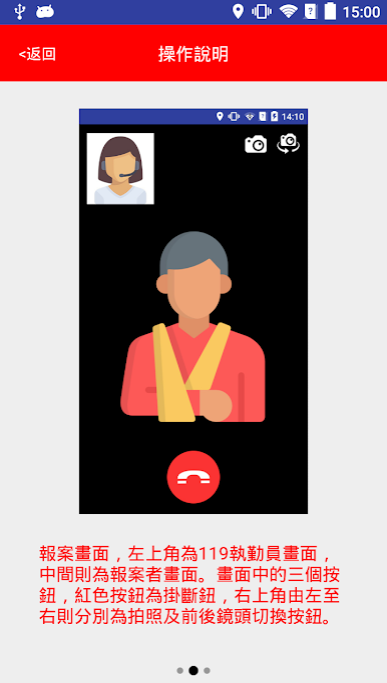 15:00
<返回
操作說明
14:10
報案畫面，左上角為119執勤員畫面，
中間則為報案者畫面。畫面中的三個按
鈕，紅色按鈕為掛斷鈕，右上角由左至
右則分別為拍照及前後鏡頭切換按鈕。